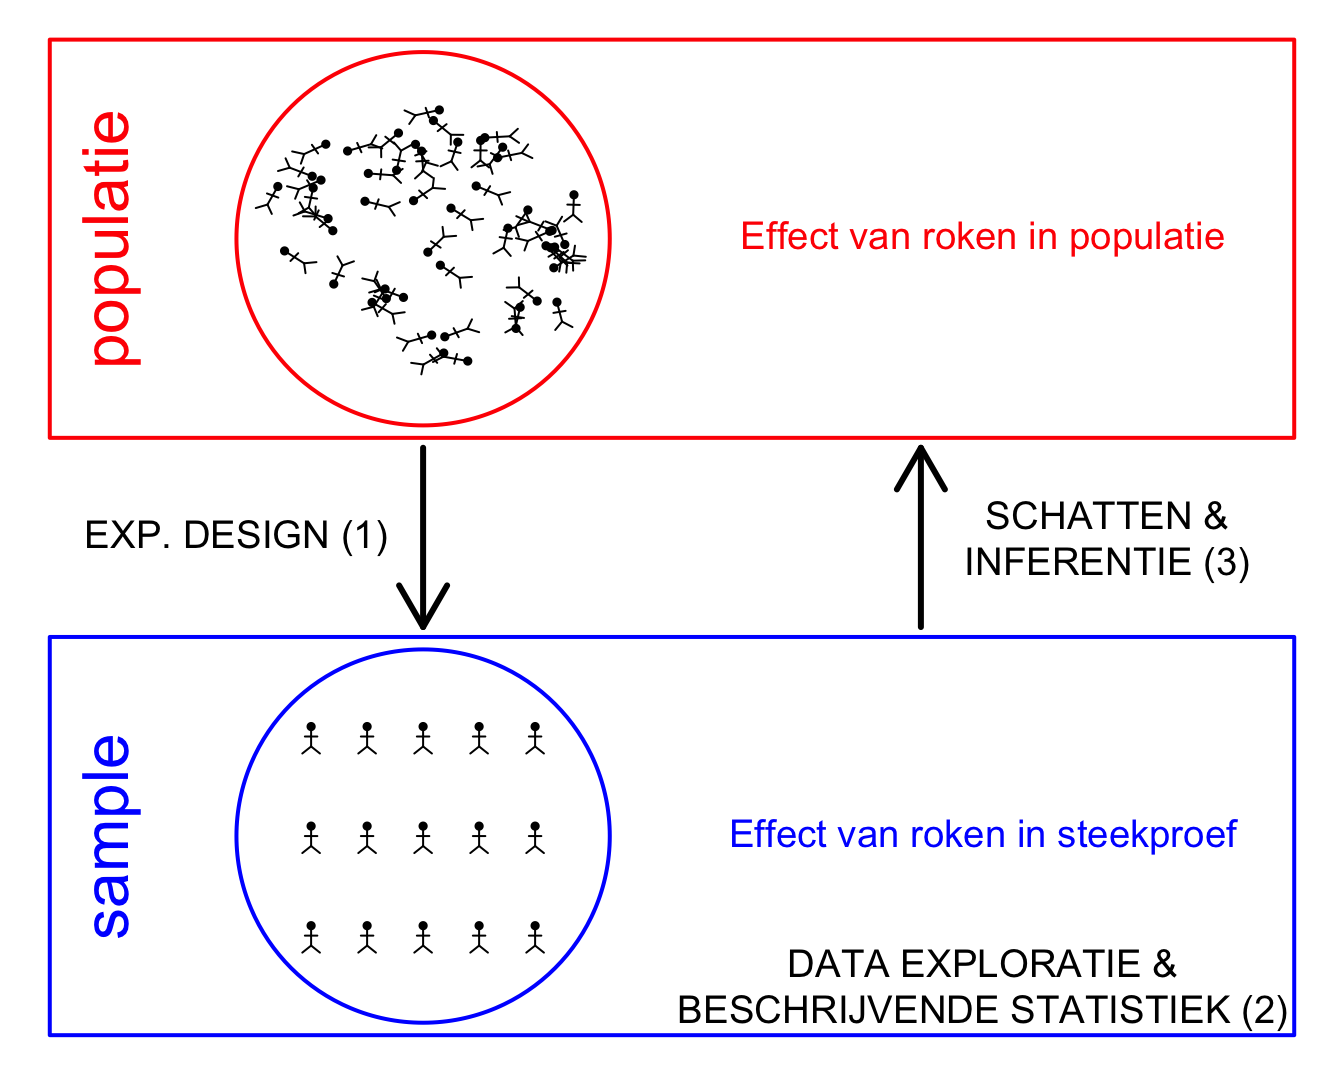 populatie
Effect van roken in populatie
EXP. DESIGN (1)
SCHATTEN &
INFERENTIE (3)
sample
Effect van roken in steekproef
DATA EXPLORATIE &
BESCHRIJVENDE STATISTIEK (2)